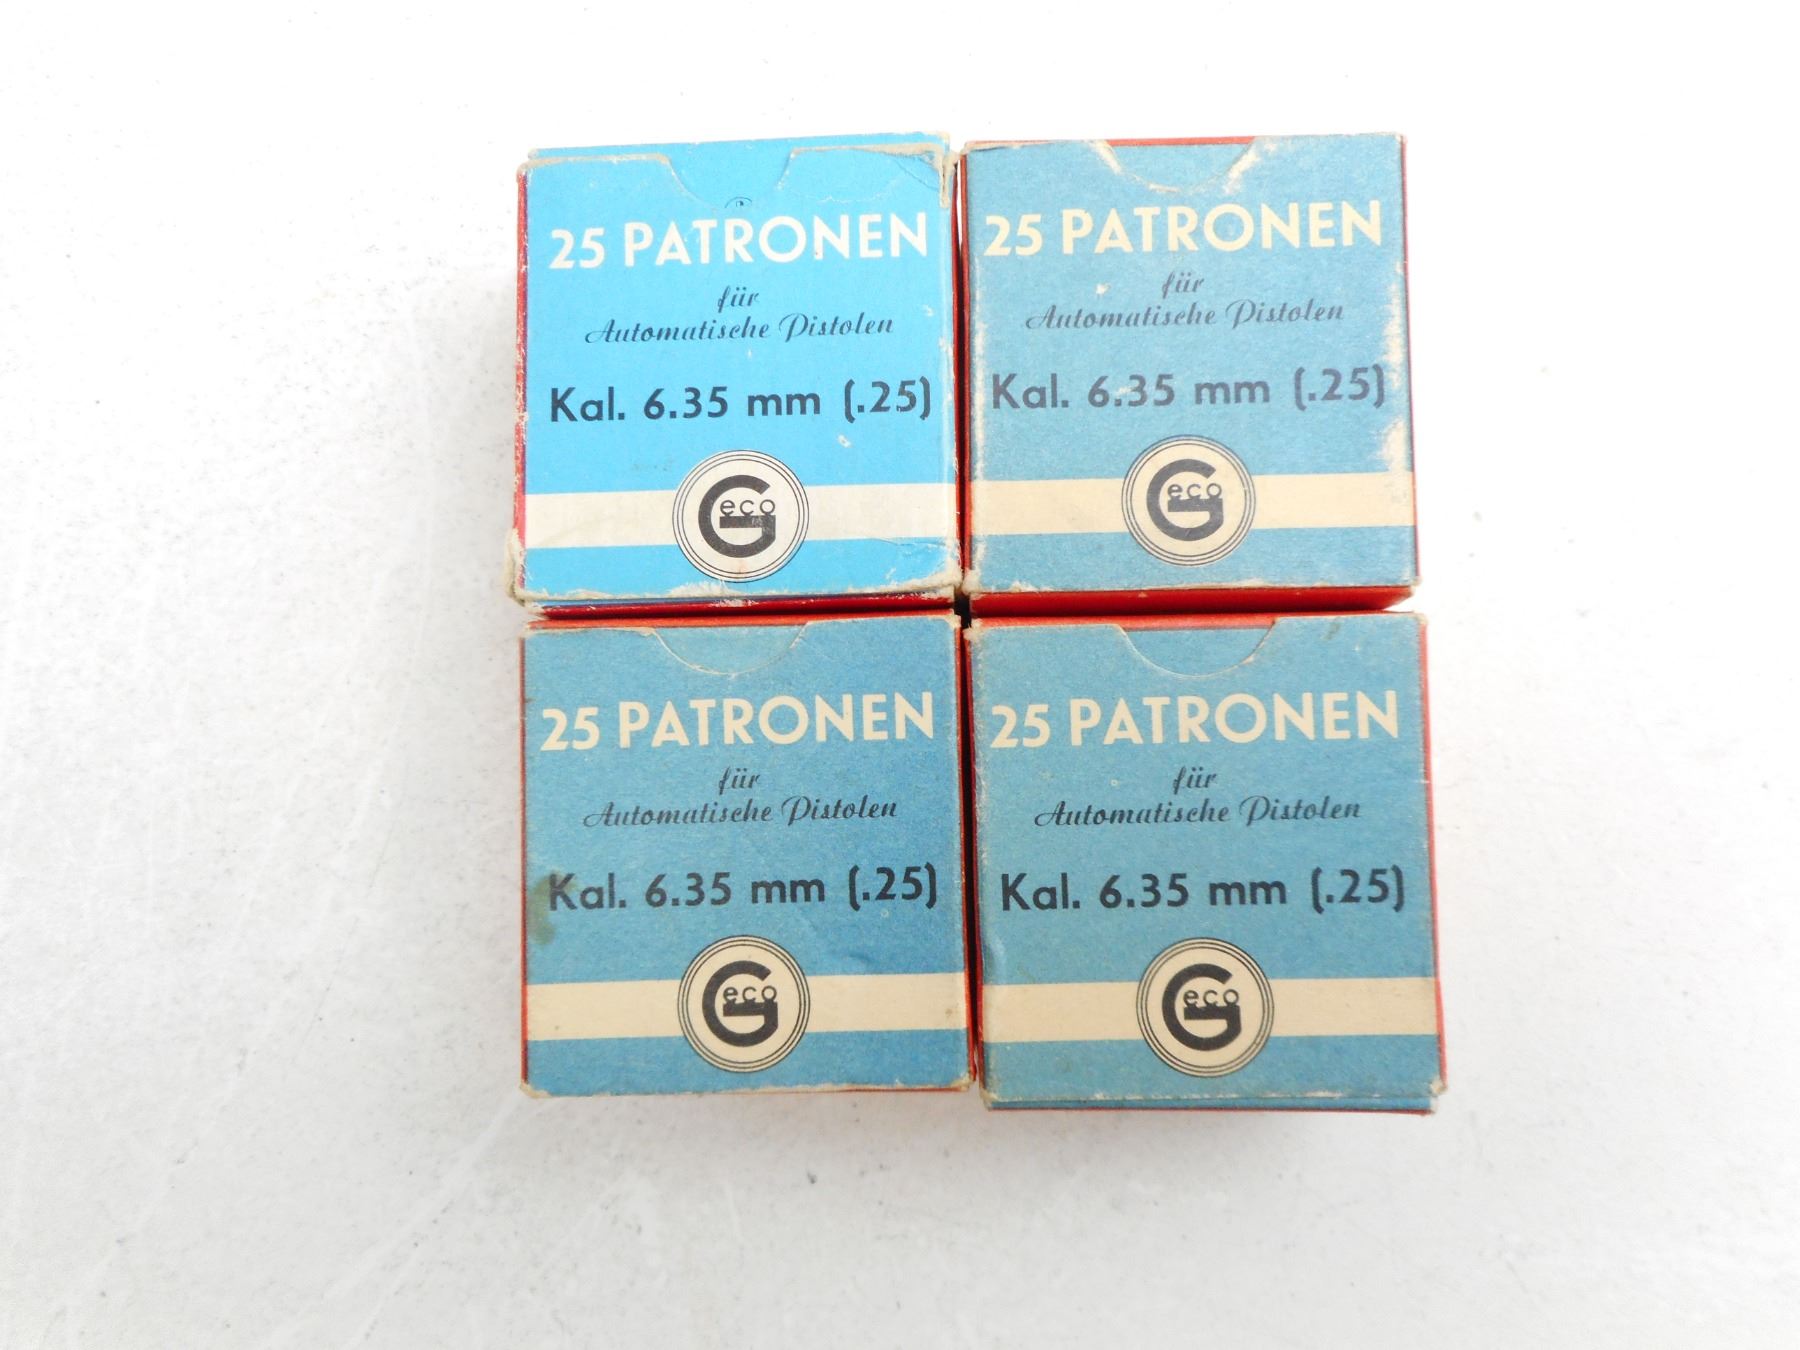 25 PATRONEN
für
Automatische Pistolen
Kal. 6.35 mm (.25)
Geco
25 PATRONEN
für
Automatische Pistolen
Kal. 6.35 mm (.25)
Geco
25 PATRONEN
für
Automatische Pistolen
Kal. 6.35 mm (.25)
Geco
25 PATRONEN
für
Automatische Pistolen
Kal. 6.35 mm (.25)
Geco